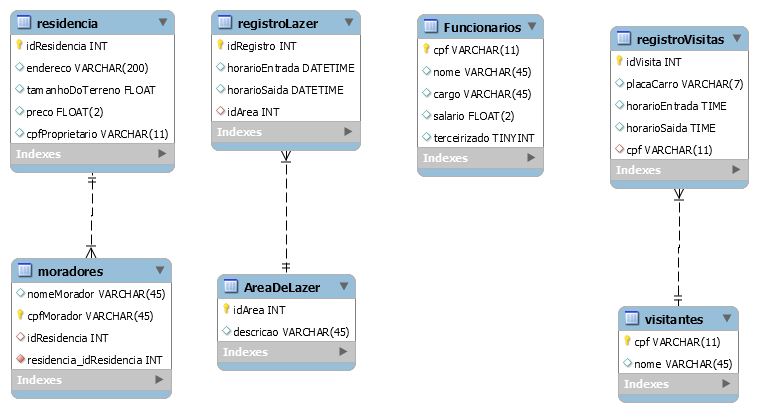 residencia
idResidencia INT
endereco VARCHAR(200)
tamanhoDoTerreno FLOAT
preco FLOAT(2)
cpfProprietario VARCHAR(11)
Indexes
registroLazer
idRegistro INT
horarioEntrada DATETIME
horarioSaida DATETIME
idArea INT
Indexes
Funcionarios
cpf VARCHAR(11)
nome VARCHAR(45)
cargo VARCHAR(45)
salario FLOAT(2)
terceirizado TINYINT
Indexes
registroVisitas
idVisita INT
placaCarro VARCHAR(7)
horarioEntrada TIME
horarioSaida TIME
cpf VARCHAR(11)
Indexes
moradores
nomeMorador VARCHAR(45)
cpfMorador VARCHAR(45)
idResidencia INT
residencia_idResidencia INT
Indexes
AreaDeLazer
idArea INT
descricao VARCHAR(45)
Indexes
visitantes
cpf VARCHAR(11)
nome VARCHAR(45)
Indexes